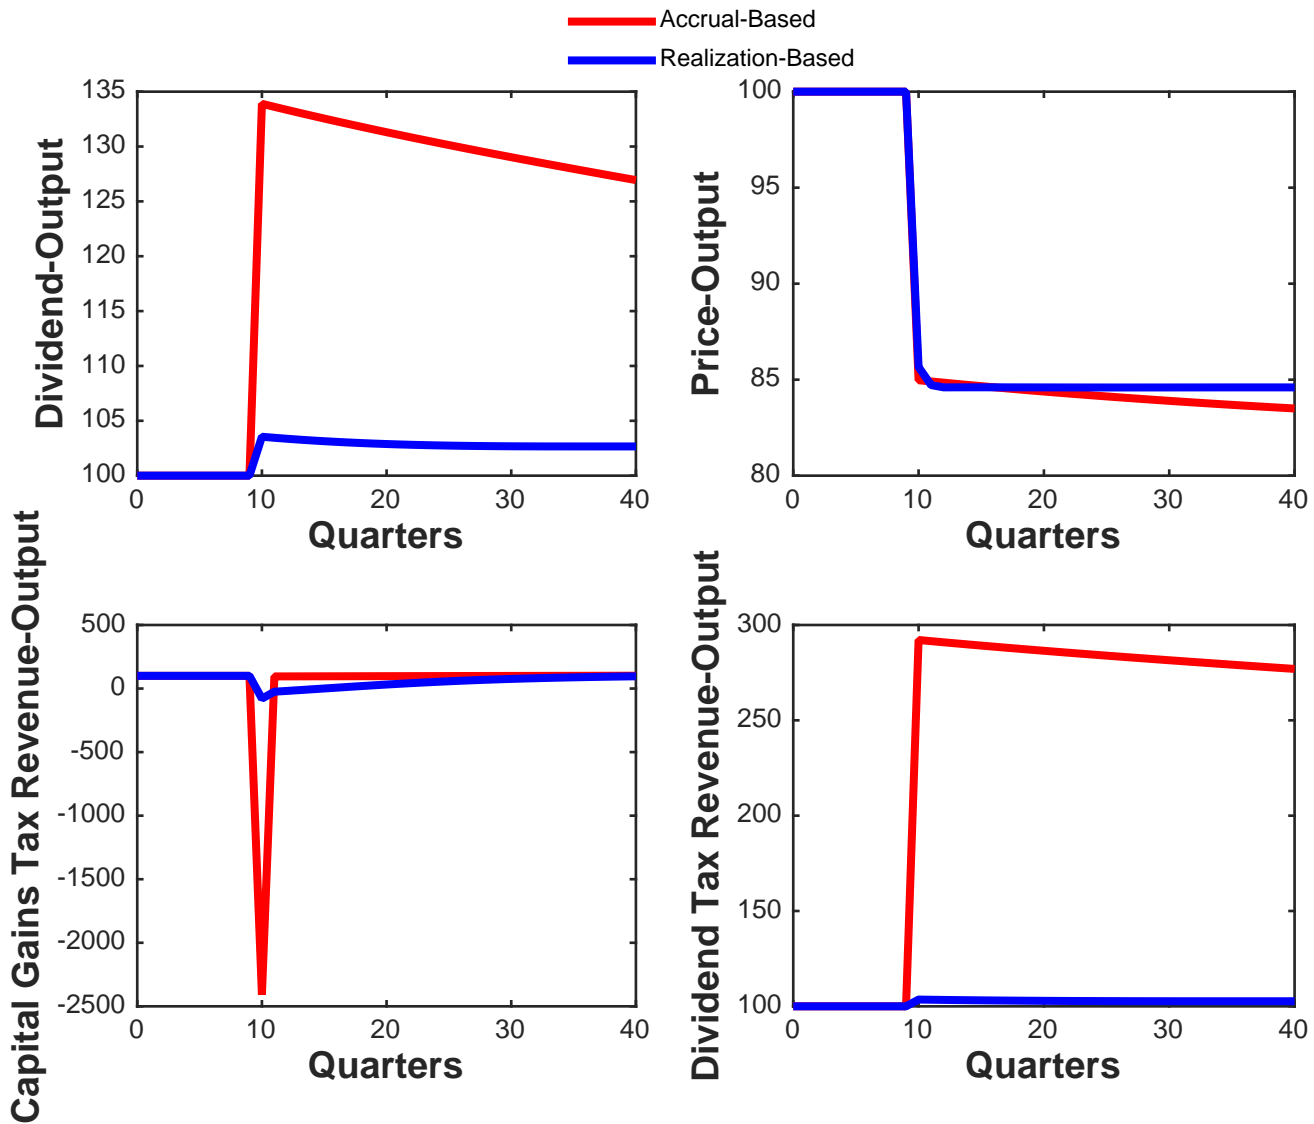 Accrual-Based
Realization-Based
Dividend-Output
135
130
125
120
115
110
105
100
0 10 20 30 40
Quarters
Price-Output
100
95
90
85
80
0 10 20 30 40
Quarters
Capital Gains Tax Revenue-Output
500
0
-500
-1000
-1500
-2000
-2500
0 10 20 30 40
Quarters
Dividend Tax Revenue-Output
300
250
200
150
100
0 10 20 30 40
Quarters